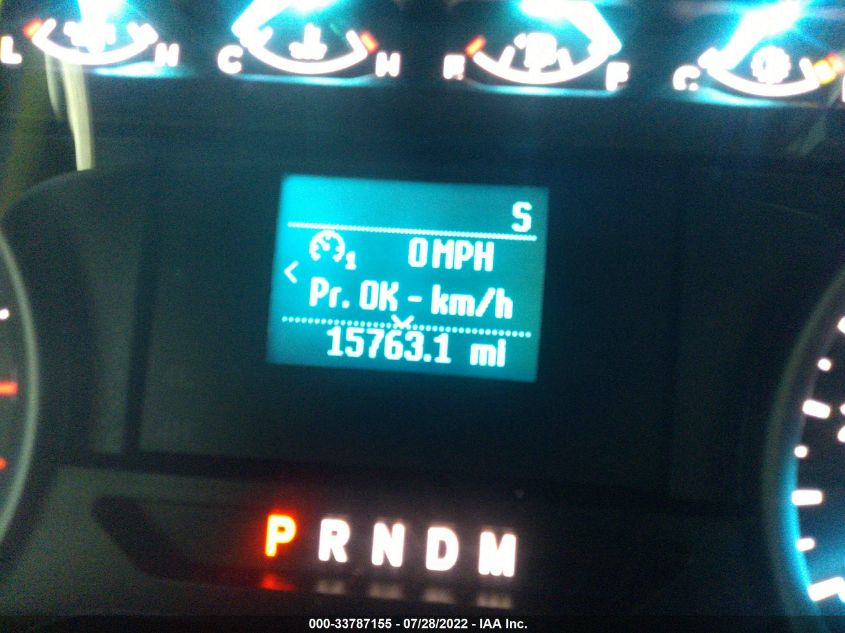 L H C H E F C
S
1 0 MPH
Pr. OK - km/h
15763.1 mi
P R N D M
000-33787155 - 07/28/2022 - IAA Inc.